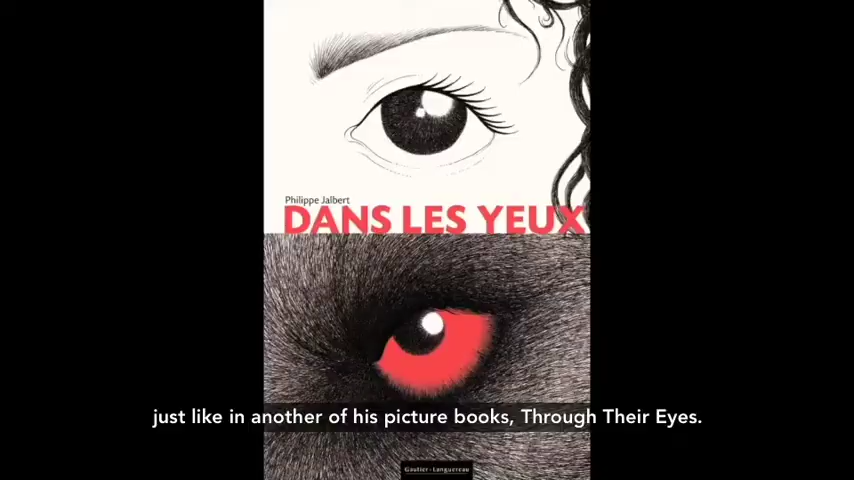 Philippe Jalbert
DANS LES YEUX
just like in another of his picture books, Through Their Eyes.
Gautier-Languereau